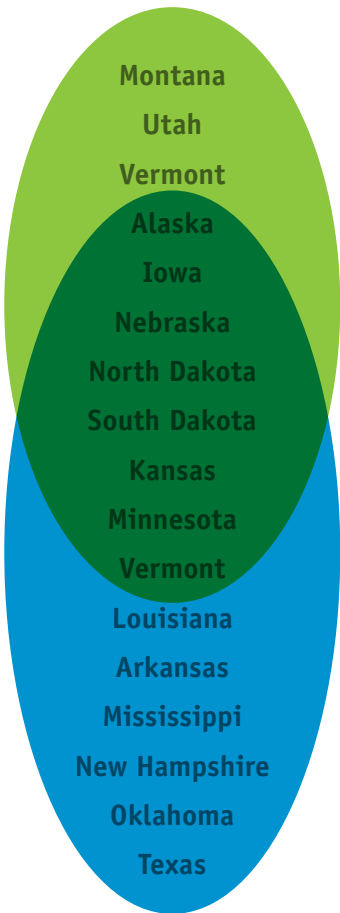 Montana
Utah
Vermont
Alaska
Iowa
Nebraska
North Dakota
South Dakota
Kansas
Minnesota
Vermont
Louisiana
Arkansas
Mississippi
New Hampshire
Oklahoma
Texas